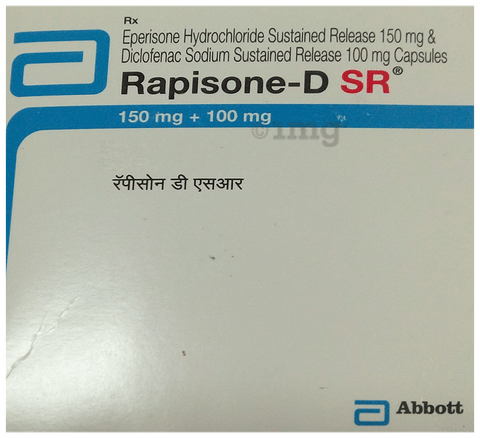 Rx
Eperisone Hydrochloride Sustained Release 150 mg &
Diclofenac Sodium Sustained Release 100 mg Capsules
Rapisone-D SR®
150 mg + 100 mg
©1mg
रॅपीसोन डी एसआर
Abbott